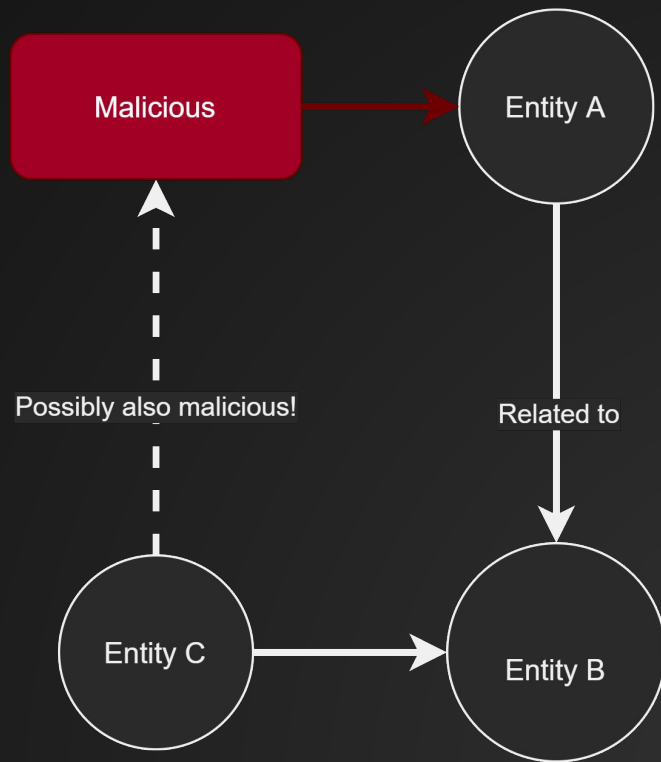 Malicious
Entity A
Possibly also malicious!
Related to
Entity C
Entity B